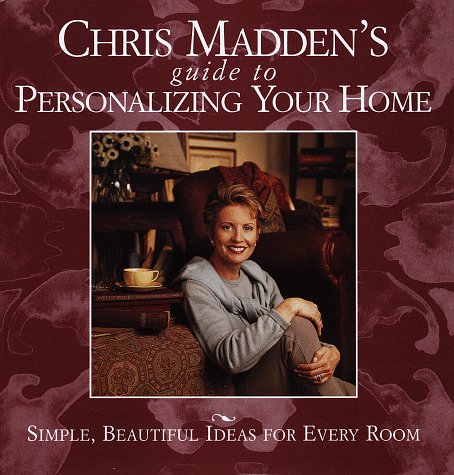 CHRIS MADDEN'S
guide to
PERSONALIZING YOUR HOME
SIMPLE, BEAUTIFUL IDEAS FOR EVERY ROOM